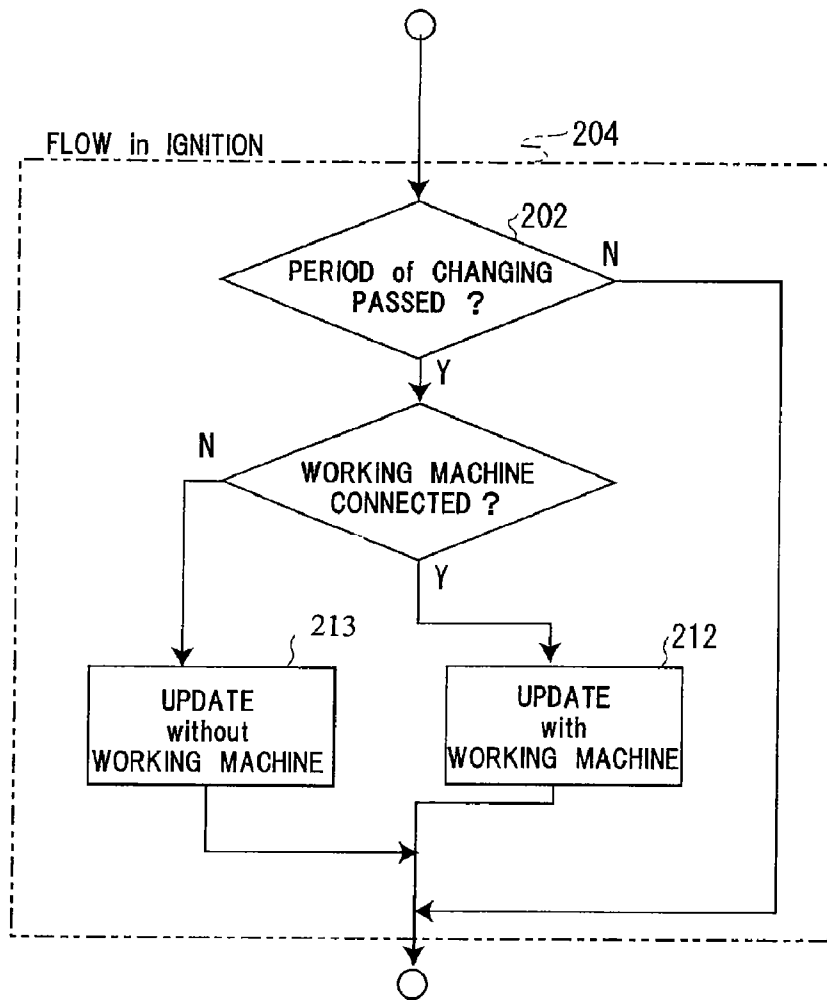 FLOW in IGNITION
204
202
PERIOD of CHANGING
PASSED ?
N
Y
N
WORKING MACHINE
CONNECTED ?
Y
213
212
UPDATE
without
WORKING MACHINE
UPDATE
with
WORKING MACHINE